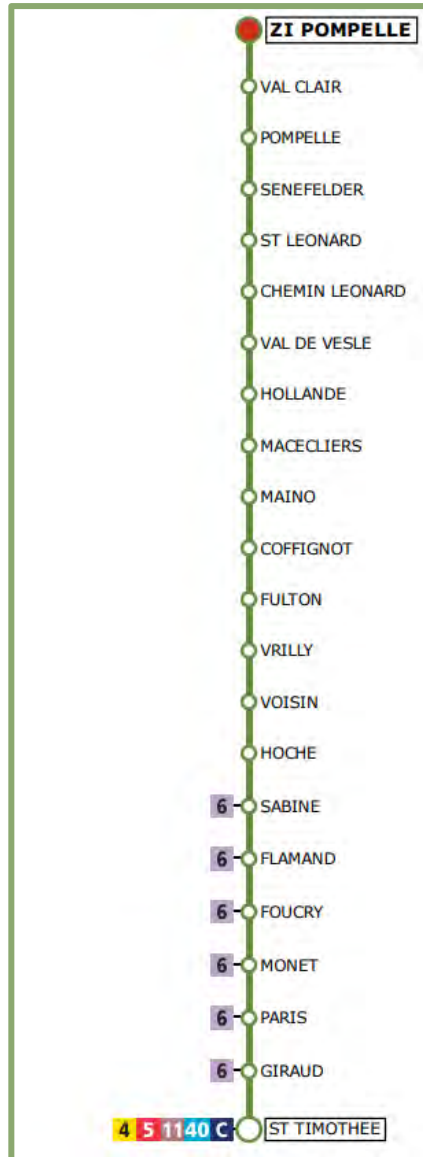 ZI POMPELLE
VAL CLAIR
POMPELLE
SENEFELDER
ST LEONARD
CHEMIN LEONARD
VAL DE VESLE
HOLLANDE
MACECLIERS
MAINO
COFFIGNOT
FULTON
VRILLY
VOISIN
HOCHE
6 SABINE
6 FLAMAND
6 FOUCRY
6 MONET
6 PARIS
6 GIRAUD
4 5 11 40 C ST TIMOTHEE